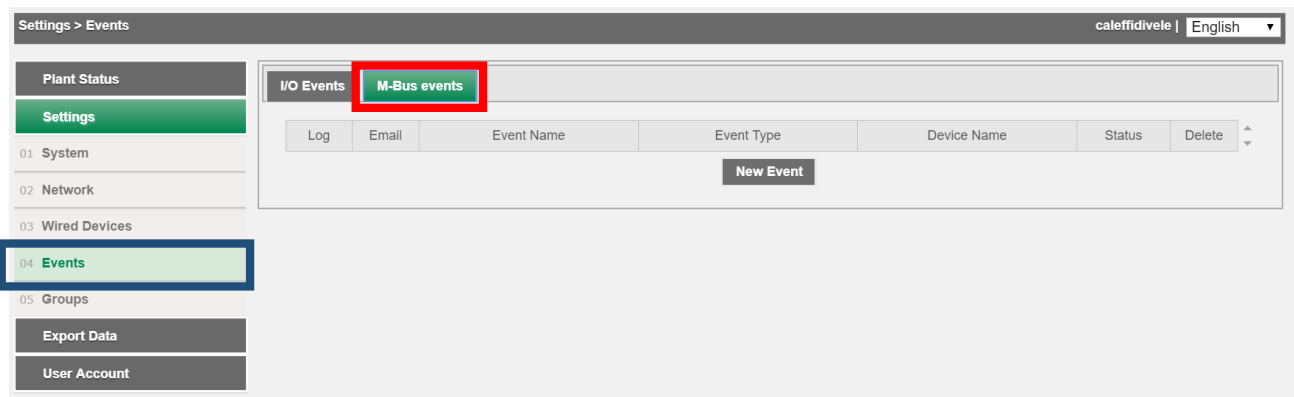 Settings > Events
caleffidivele | English
Plant Status
Settings
01 System
02 Network
03 Wired Devices
04 Events
05 Groups
Export Data
User Account
I/O Events M-Bus events
Log Email Event Name Event Type Device Name Status Delete
New Event